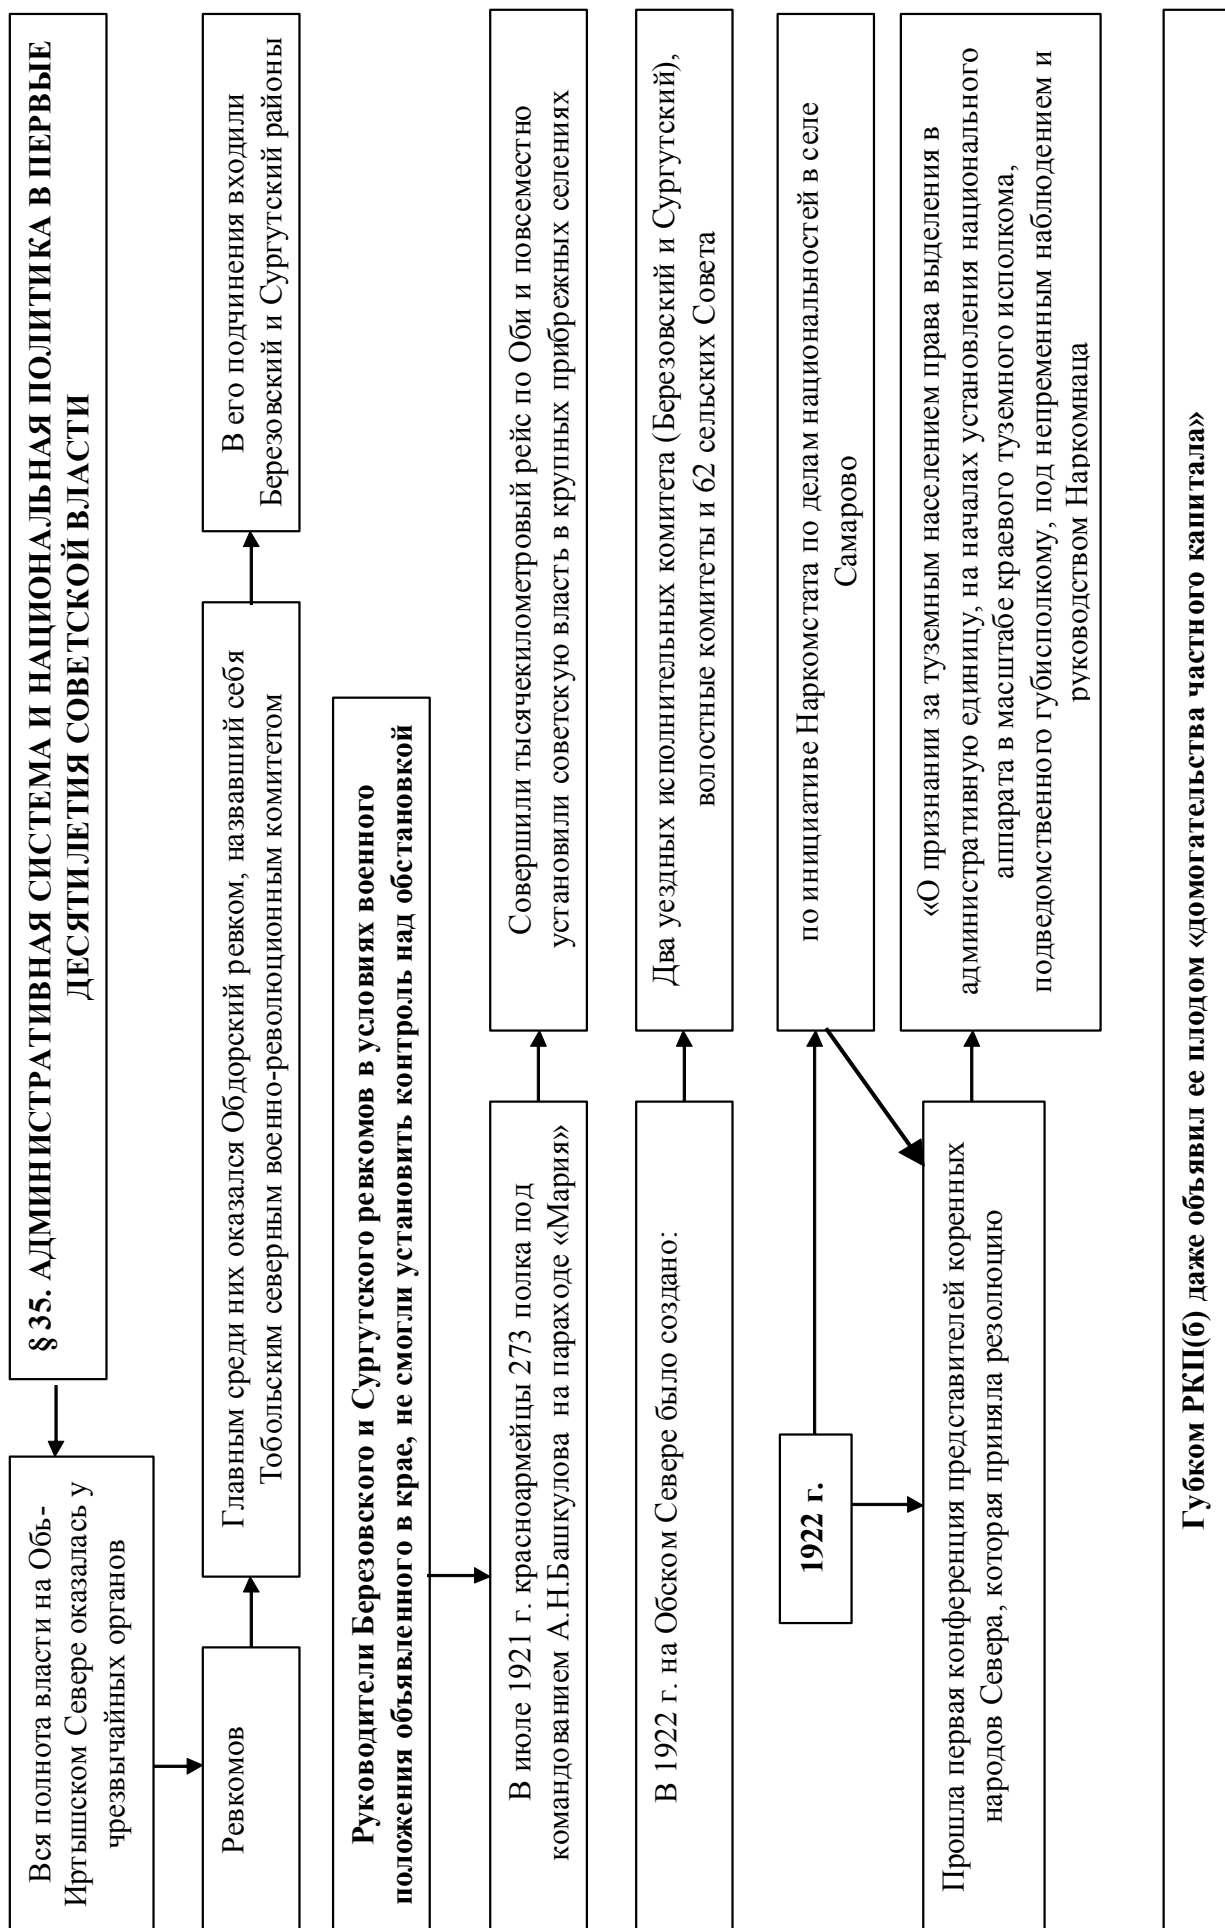 § 35. АДМИНИСТРАТИВНАЯ СИСТЕМА И НАЦИОНАЛЬНАЯ ПОЛИТИКА В ПЕРВЫЕ
ДЕСЯТИЛЕТИЯ СОВЕТСКОЙ ВЛАСТИ
Вся полнота власти на Обь-
Иртышском Севере оказалась у
чрезвычайных органов
Ревкомов
Главным среди них оказался Обдорский ревком, назвавший себя
Тобольским северным военно-революционным комитетом
В его подчинения входили
Березовский и Сургутский районы
Руководители Березовского и Сургутского ревкомов в условиях военного
положения объявленного в крае, не смогли установить контроль над обстановкой
В июле 1921 г. красноармейцы 273 полка под
командованием А.Н.Башкулова на параходе «Мария»
Совершили тысячекилометровый рейс по Оби и повсеместно
установили советскую власть в крупных прибрежных селениях
В 1922 г. на Обском Севере было создано:
Два уездных исполнительных комитета (Березовский и Сургутский),
волостные комитеты и 62 сельских Совета
1922 г.
по инициативе Наркомстата по делам национальностей в селе
Самарово
Прошла первая конференция представителей коренных
народов Севера, которая приняла резолюцию
«О признании за туземным населением права выделения в
административную единицу, на началах установления национального
аппарата в масштабе краевого туземного исполкома,
подведомственного губисполкому, под непременным наблюдением и
руководством Наркомнаца
Губком РКП(б) даже объявил ее плодом «домогательства частного капитала»